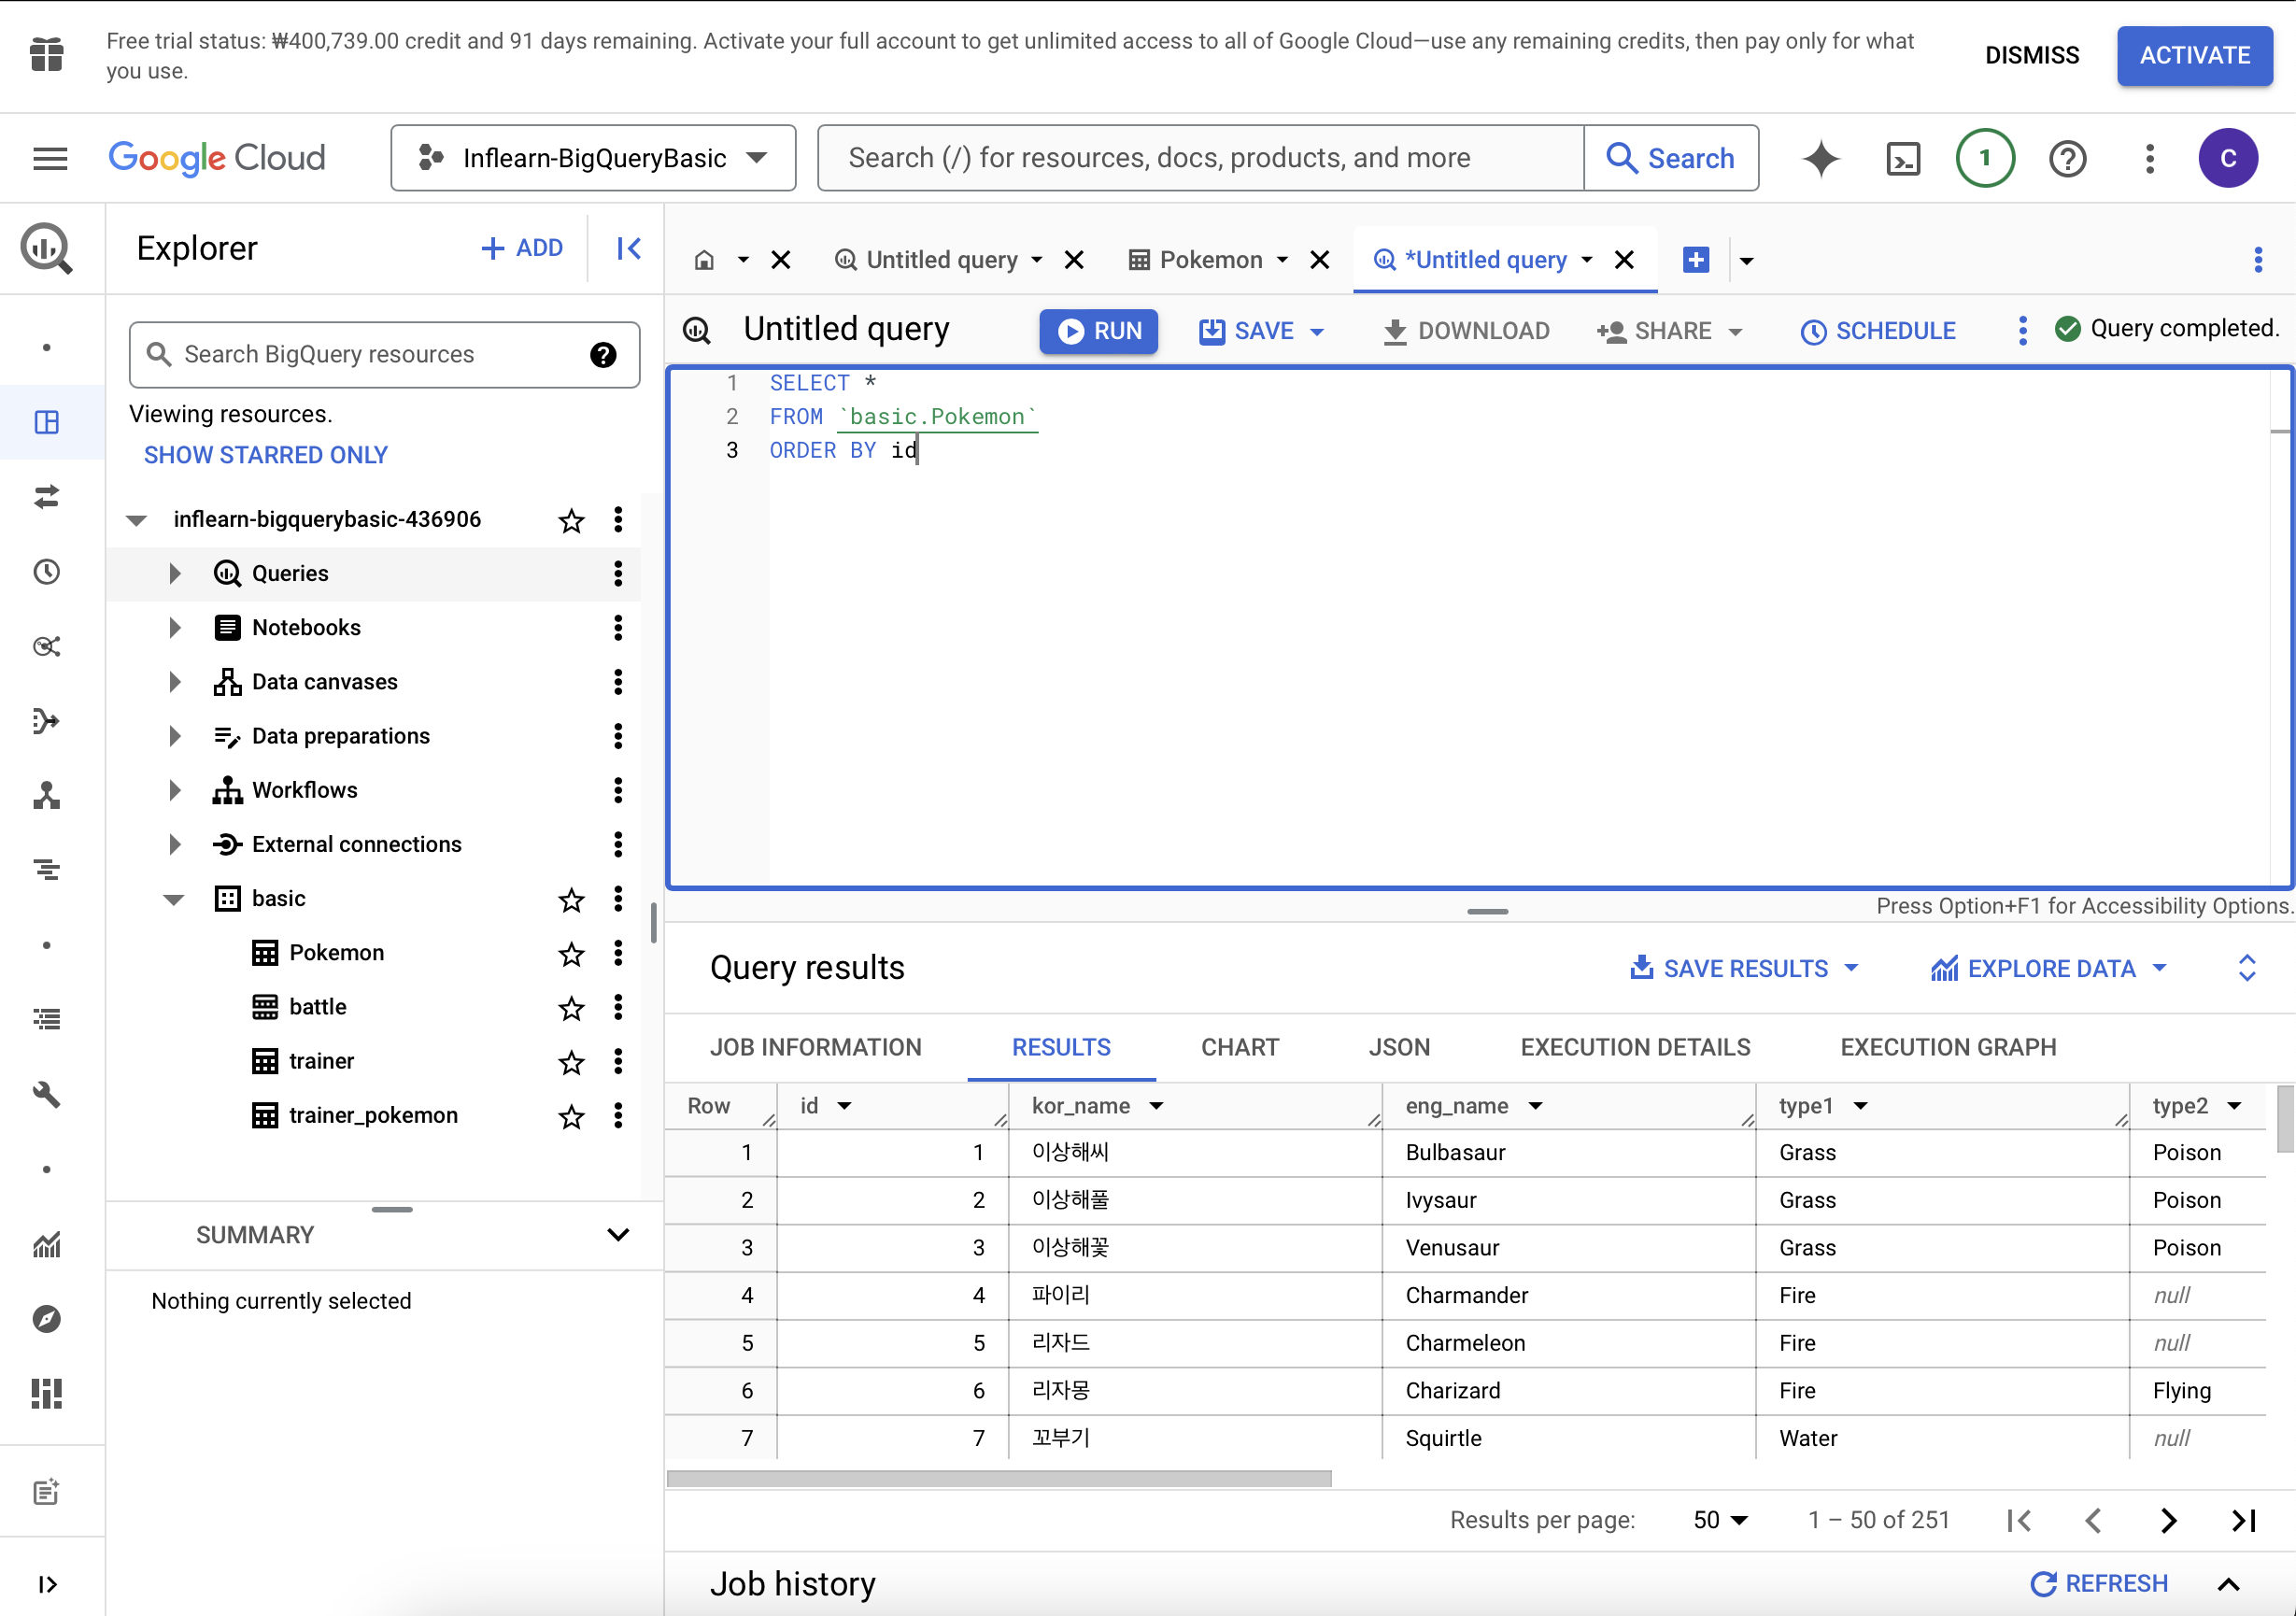 Free trial status: ₩400,739.00 credit and 91 days remaining. Activate your full account to get unlimited access to all of Google Cloud—use any remaining credits, then pay only for what
you use.
DISMISS
ACTIVATE
Google Cloud
Inflearn-BigQueryBasic
Search (/) for resources, docs, products, and more
Search
1
C
Explorer
ADD
Untitled query
Pokemon
*Untitled query
Untitled query
RUN
SAVE
DOWNLOAD
SHARE
SCHEDULE
Query completed.
Search BigQuery resources
Viewing resources.
SHOW STARRED ONLY
inflearn-bigquerybasic-436906
Queries
Notebooks
Data canvases
Data preparations
Workflows
External connections
basic
Pokemon
battle
trainer
trainer_pokemon
SUMMARY
Nothing currently selected
1 SELECT *
2 FROM `basic.Pokemon`
3 ORDER BY id
Press Option+F1 for Accessibility Options.
Query results
SAVE RESULTS
EXPLORE DATA
JOB INFORMATION RESULTS CHART JSON EXECUTION DETAILS EXECUTION GRAPH
Row id kor_name eng_name type1 type2
1 1 이상해씨 Bulbasaur Grass Poison
2 2 이상해풀 Ivysaur Grass Poison
3 3 이상해꽃 Venusaur Grass Poison
4 4 파이리 Charmander Fire null
5 5 리자드 Charmeleon Fire null
6 6 리자몽 Charizard Fire Flying
7 7 꼬부기 Squirtle Water null
Results per page: 50 1 – 50 of 251
Job history
REFRESH